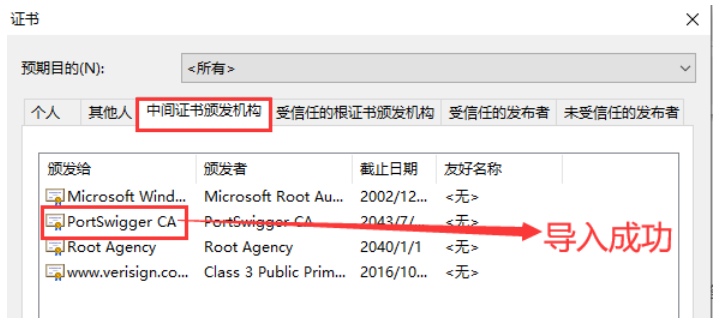 证书
预期目的(N): <所有>
个人 其他人 中间证书颁发机构 受信任的根证书颁发机构 受信任的发布者 未受信任的发布者
颁发给 颁发者 截止日期 友好名称
Microsoft Wind... Microsoft Root Au... 2002/12... <无>
PortSwigger CA PortSwigger CA 2043/7/... <无>
Root Agency Root Agency 2040/1/1 <无>
www.verisign.co... Class 3 Public Prim... 2016/10... <无>
导入成功